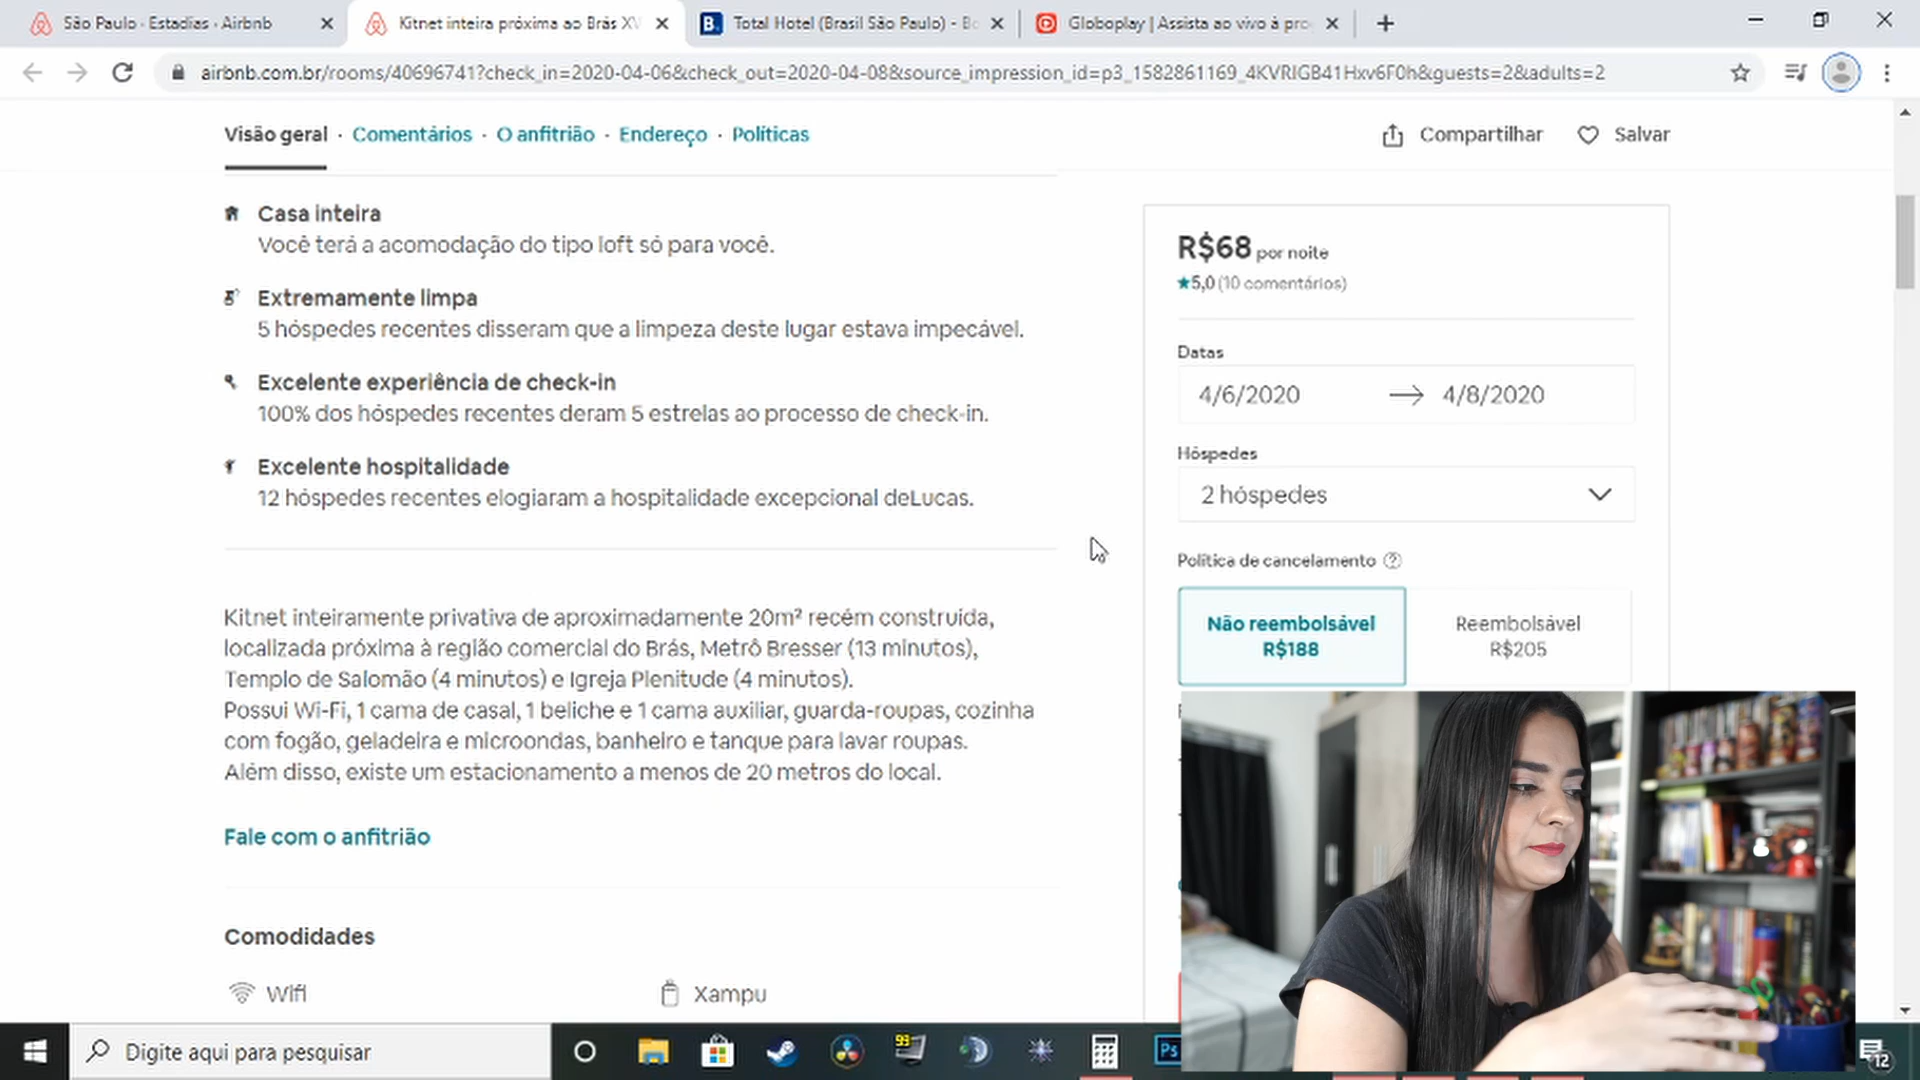 São Paulo · Estadias · Airbnb
Kitnet inteira próxima ao Brás XV
Total Hotel (Brasil São Paulo) - Bo
Globoplay | Assista ao vivo à pro
airbnb.com.br/rooms/40696741?check_in=2020-04-06&check_out=2020-04-08&source_impression_id=p3_1582861169_4KVRIGB41Hxv6F0h&guests=2&adults=2
Visão geral · Comentários · O anfitrião · Endereço · Políticas
Compartilhar
Salvar
Casa inteira
Você terá a acomodação do tipo loft só para você.
Extremamente limpa
5 hóspedes recentes disseram que a limpeza deste lugar estava impecável.
Excelente experiência de check-in
100% dos hóspedes recentes deram 5 estrelas ao processo de check-in.
Excelente hospitalidade
12 hóspedes recentes elogiaram a hospitalidade excepcional deLucas.
Kitnet inteiramente privativa de aproximadamente 20m² recém construída,
localizada próxima à região comercial do Brás, Metrô Bresser (13 minutos),
Templo de Salomão (4 minutos) e Igreja Plenitude (4 minutos).
Possui Wi-Fi, 1 cama de casal, 1 beliche e 1 cama auxiliar, guarda-roupas, cozinha
com fogão, geladeira e microondas, banheiro e tanque para lavar roupas.
Além disso, existe um estacionamento a menos de 20 metros do local.
Fale com o anfitrião
Comodidades
Wifi
Xampu
R$68 por noite
★5,0 (10 comentários)
Datas
4/6/2020 → 4/8/2020
Hóspedes
2 hóspedes
Política de cancelamento ?
Não reembolsável
R$188
Reembolsável
R$205
Digite aqui para pesquisar
99
Ps
12